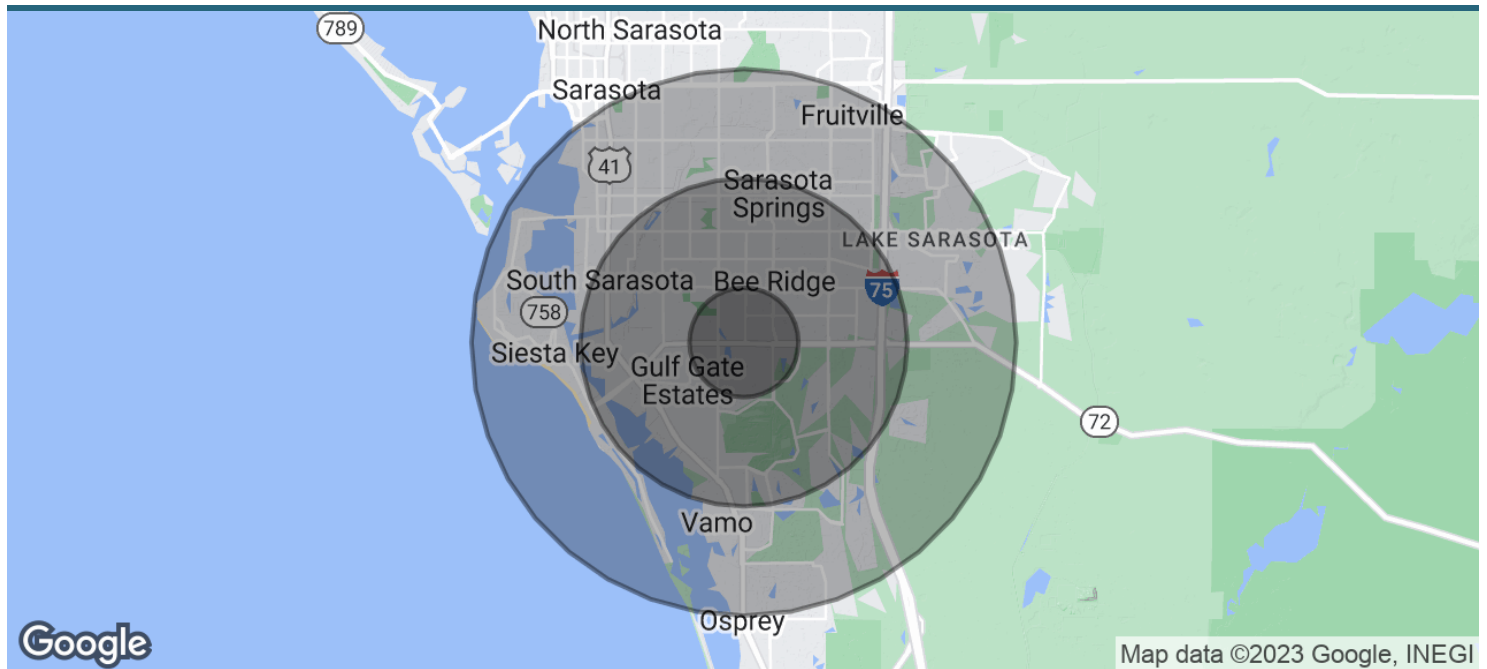 789
North Sarasota
Sarasota
Fruitville
41
Sarasota
Springs
LAKE SARASOTA
South Sarasota
Bee Ridge
75
758
Siesta Key
Gulf Gate
Estates
72
Vamo
Osprey
Google
Map data ©2023 Google, INEGI